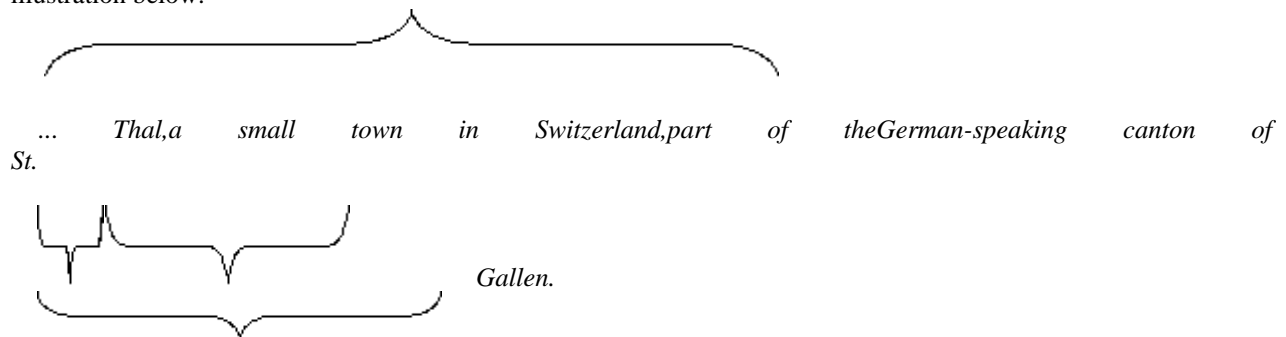 illustration below:
... Thal,a small town in Switzerland,part of theGerman-speaking canton of
St.
Gallen.